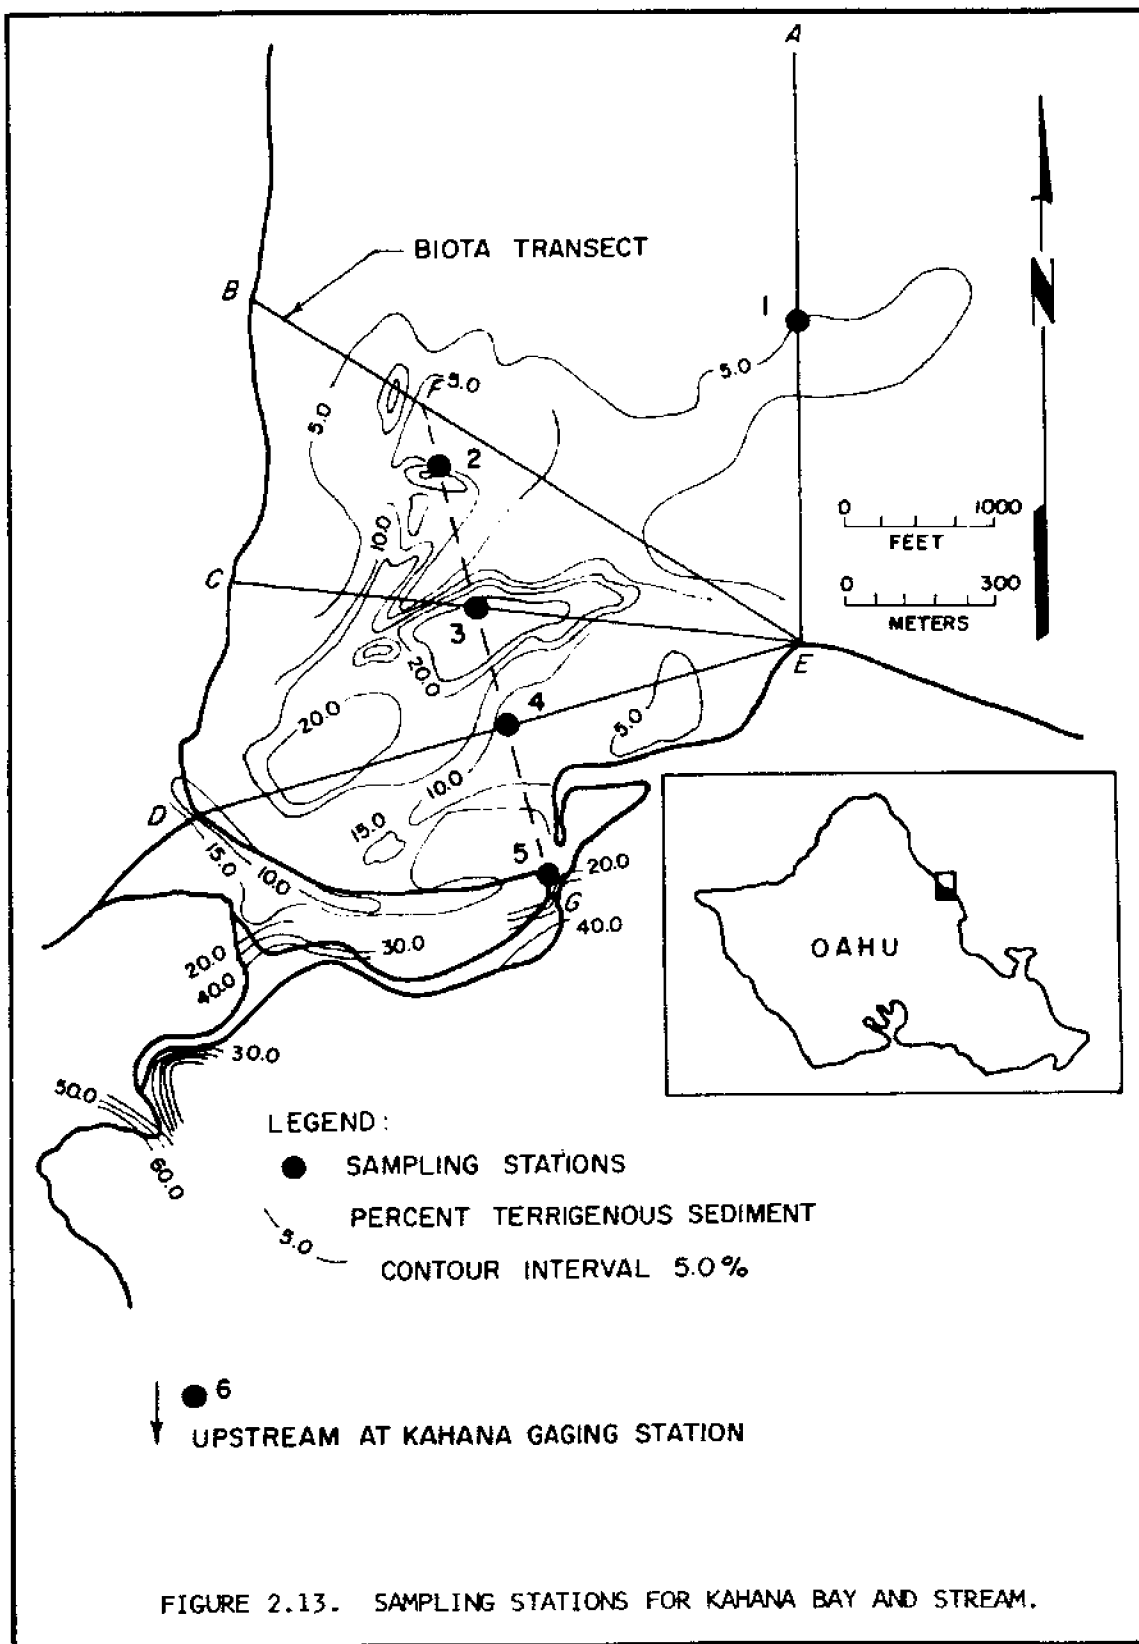 A
BIOTA TRANSECT
B
1
5.0
F
5.0
5.0
2
10.0
0 1000
FEET
C
0 300
METERS
3
E
20.0
20.0
4
5.0
10.0
D
15.0
5
15.0
10.0
20.0
G
40.0
30.0
20.0
40.0
N
OAHU
30.0
50.0
60.0
LEGEND:
SAMPLING STATIONS
PERCENT TERRIGENOUS SEDIMENT
5.0
CONTOUR INTERVAL 5.0%
6
UPSTREAM AT KAHANA GAGING STATION
FIGURE 2.13. SAMPLING STATIONS FOR KAHANA BAY AND STREAM.